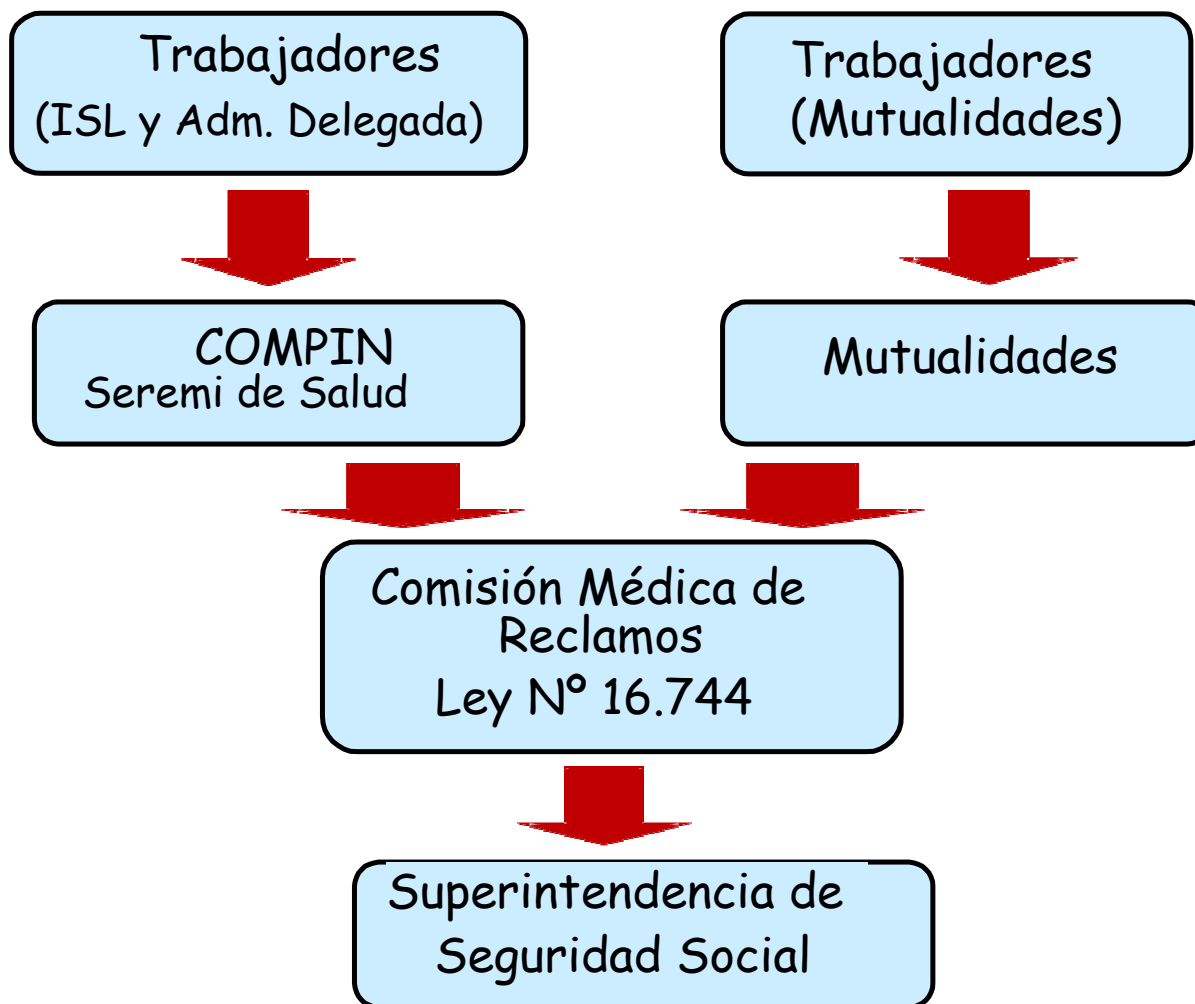 Trabajadores
(ISL y Adm. Delegada)
Trabajadores
(Mutualidades)
COMPIN
Seremi de Salud
Mutualidades
Comisión Médica de
Reclamos
Ley Nº 16.744
Superintendencia de
Seguridad Social